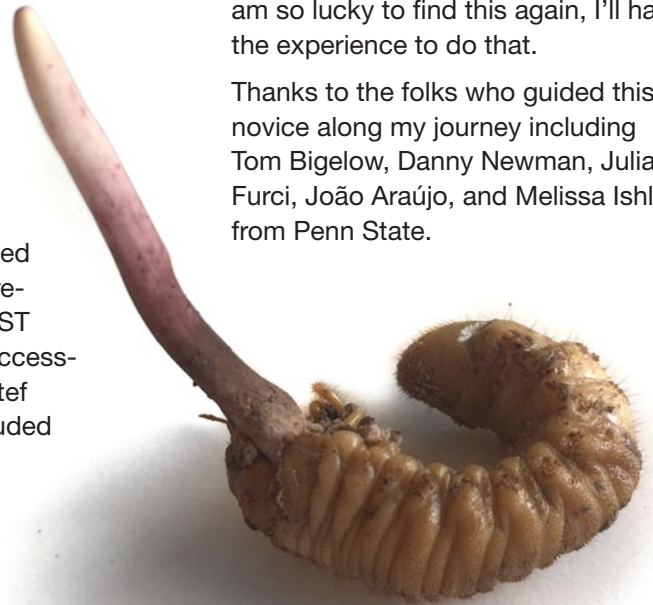 ed
re-
ST
ccess-
tef
uded
am so lucky to find this again, I’ll ha
the experience to do that.
Thanks to the folks who guided this
novice along my journey including
Tom Bigelow, Danny Newman, Julia
Furci, João Araújo, and Melissa Ishl
from Penn State.